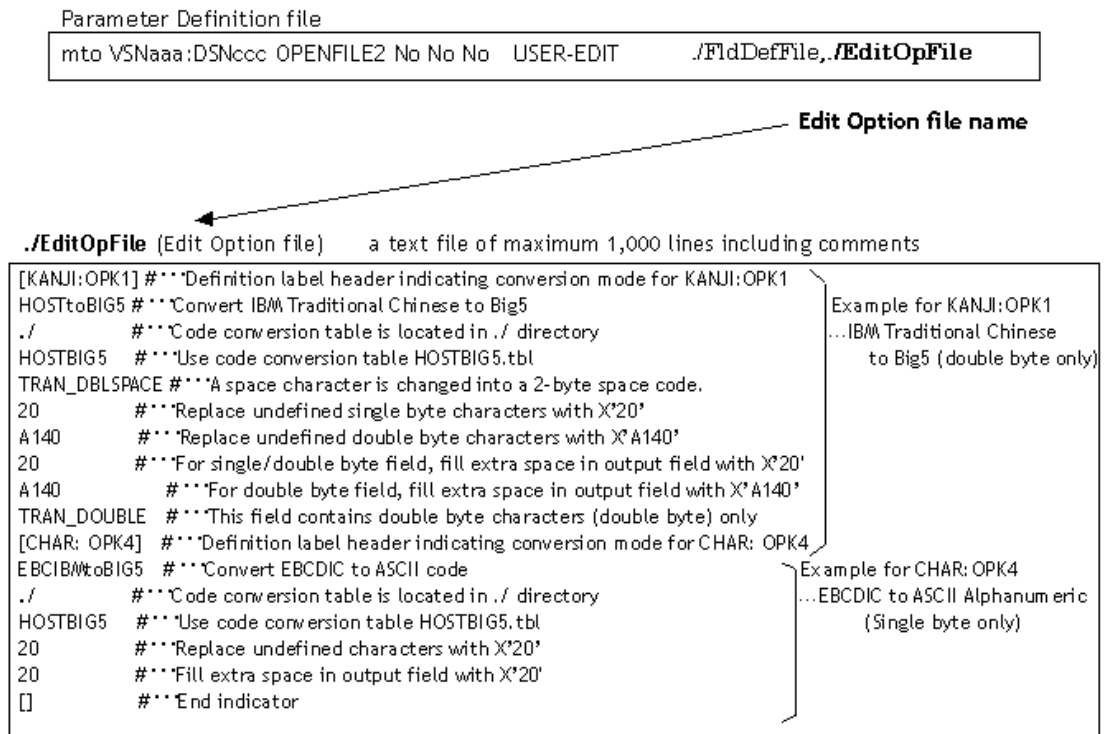 Parameter Definition file
mto VSNaaa:DSNccc OPENFILE2 No No No USER-EDIT ./FldDefFile,./EditOpFile
Edit Option file name
./EditOpFile (Edit Option file) a text file of maximum 1,000 lines including comments
[KANJI:OPK1] #···Definition label header indicating conversion mode for KANJI:OPK1
HOSTtoBIG5 #···Convert IBM Traditional Chinese to Big5
./ #···Code conversion table is located in ./ directory
HOSTBIG5 #···Use code conversion table HOSTBIG5.tbl
TRAN_DBLSPACE #···A space character is changed into a 2-byte space code.
20 #···Replace undefined single byte characters with X'20'
A140 #···Replace undefined double byte characters with X'A140'
20 #···For single/double byte field, fill extra space in output field with X'20'
A140 #···For double byte field, fill extra space in output field with X'A140'
TRAN_DOUBLE #···This field contains double byte characters (double byte) only
[CHAR: OPK4] #···Definition label header indicating conversion mode for CHAR: OPK4
EBCIBMtoBIG5 #···Convert EBCDIC to ASCII code
./ #···Code conversion table is located in ./ directory
HOSTBIG5 #···Use code conversion table HOSTBIG5.tbl
20 #···Replace undefined characters with X'20'
20 #···Fill extra space in output field with X'20'
[] #···End indicator
Example for KANJI:OPK1
...IBM Traditional Chinese
to Big5 (double byte only)
Example for CHAR: OPK4
...EBCDIC to ASCII Alphanumeric
(Single byte only)